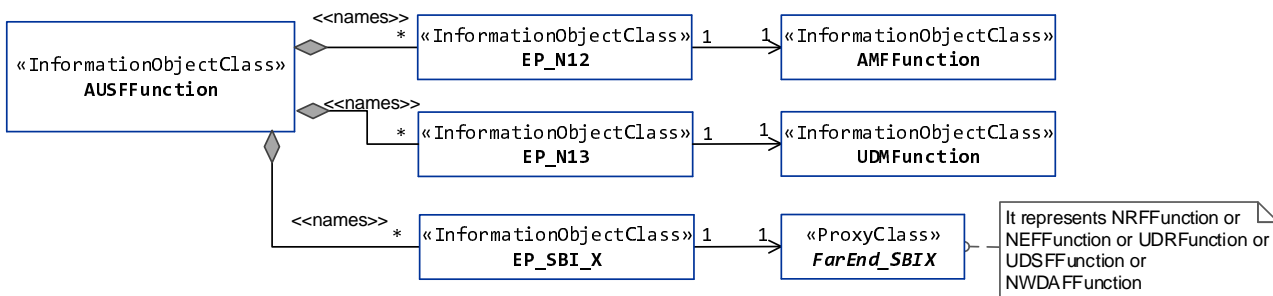 «InformationObjectClass»
AUSFFunction
<<names>>
*
«InformationObjectClass»
EP_N12
1
1
«InformationObjectClass»
AMFFunction
<<names>>
*
«InformationObjectClass»
EP_N13
1
1
«InformationObjectClass»
UDMFunction
<<names>>
*
«InformationObjectClass»
EP_SBI_X
1
1
«ProxyClass»
FarEnd_SBIX
It represents NRFFunction or
NEFFunction or UDRFunction or
UDSFFunction or
NWDAFFunction